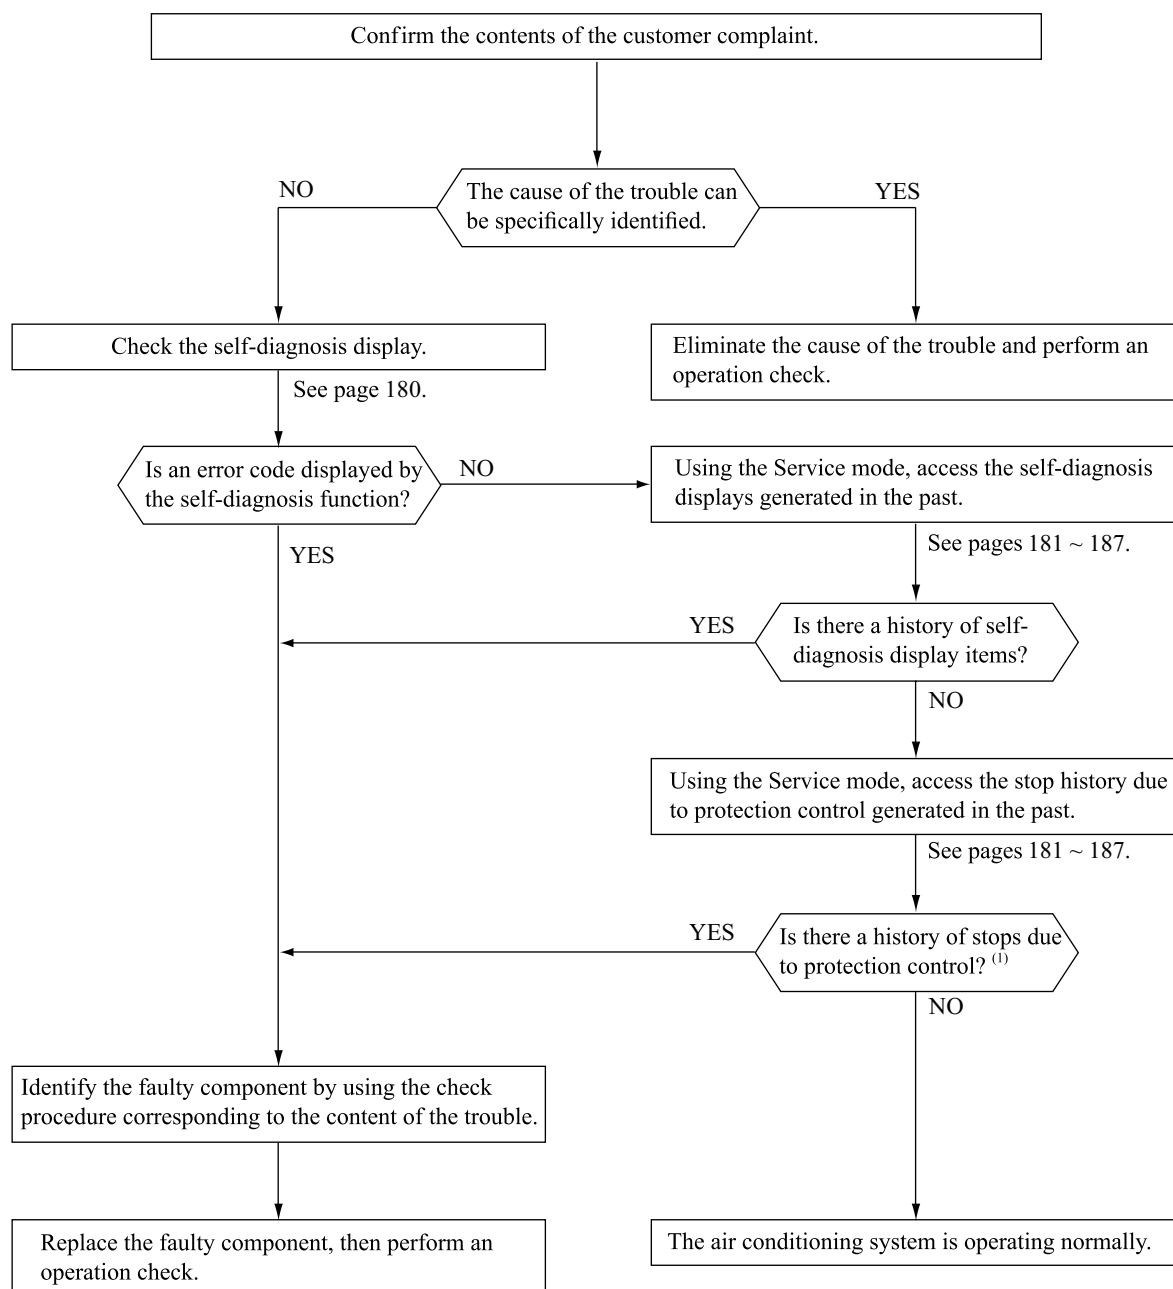 Confirm the contents of the customer complaint.
NO
The cause of the trouble can
be specifically identified.
YES
Check the self-diagnosis display.
See page 180.
Eliminate the cause of the trouble and perform an
operation check.
Is an error code displayed by
the self-diagnosis function?
NO
YES
Using the Service mode, access the self-diagnosis
displays generated in the past.
See pages 181 ~ 187.
YES
Is there a history of self-
diagnosis display items?
NO
Using the Service mode, access the stop history due
to protection control generated in the past.
See pages 181 ~ 187.
YES
Is there a history of stops due
to protection control? (1)
NO
Identify the faulty component by using the check
procedure corresponding to the content of the trouble.
Replace the faulty component, then perform an
operation check.
The air conditioning system is operating normally.